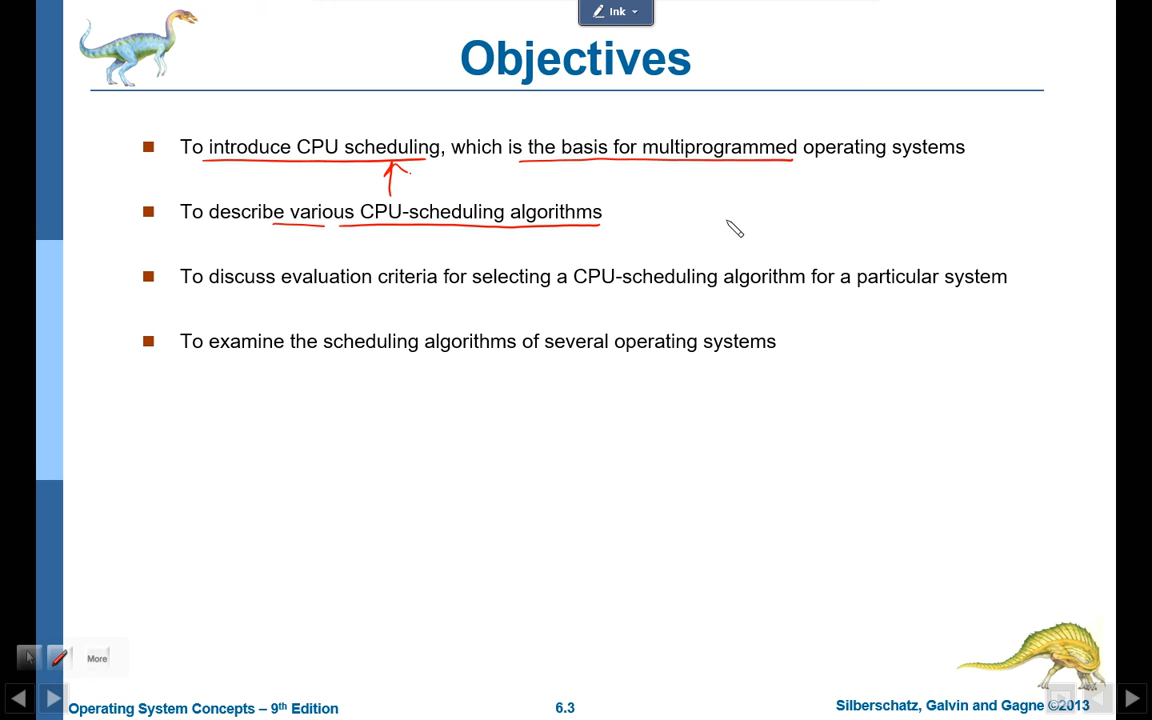 Ink
Objectives
To introduce CPU scheduling, which is the basis for multiprogrammed operating systems
To describe various CPU-scheduling algorithms
To discuss evaluation criteria for selecting a CPU-scheduling algorithm for a particular system
To examine the scheduling algorithms of several operating systems
More
Operating System Concepts – 9th Edition
6.3
Silberschatz, Galvin and Gagne ©2013